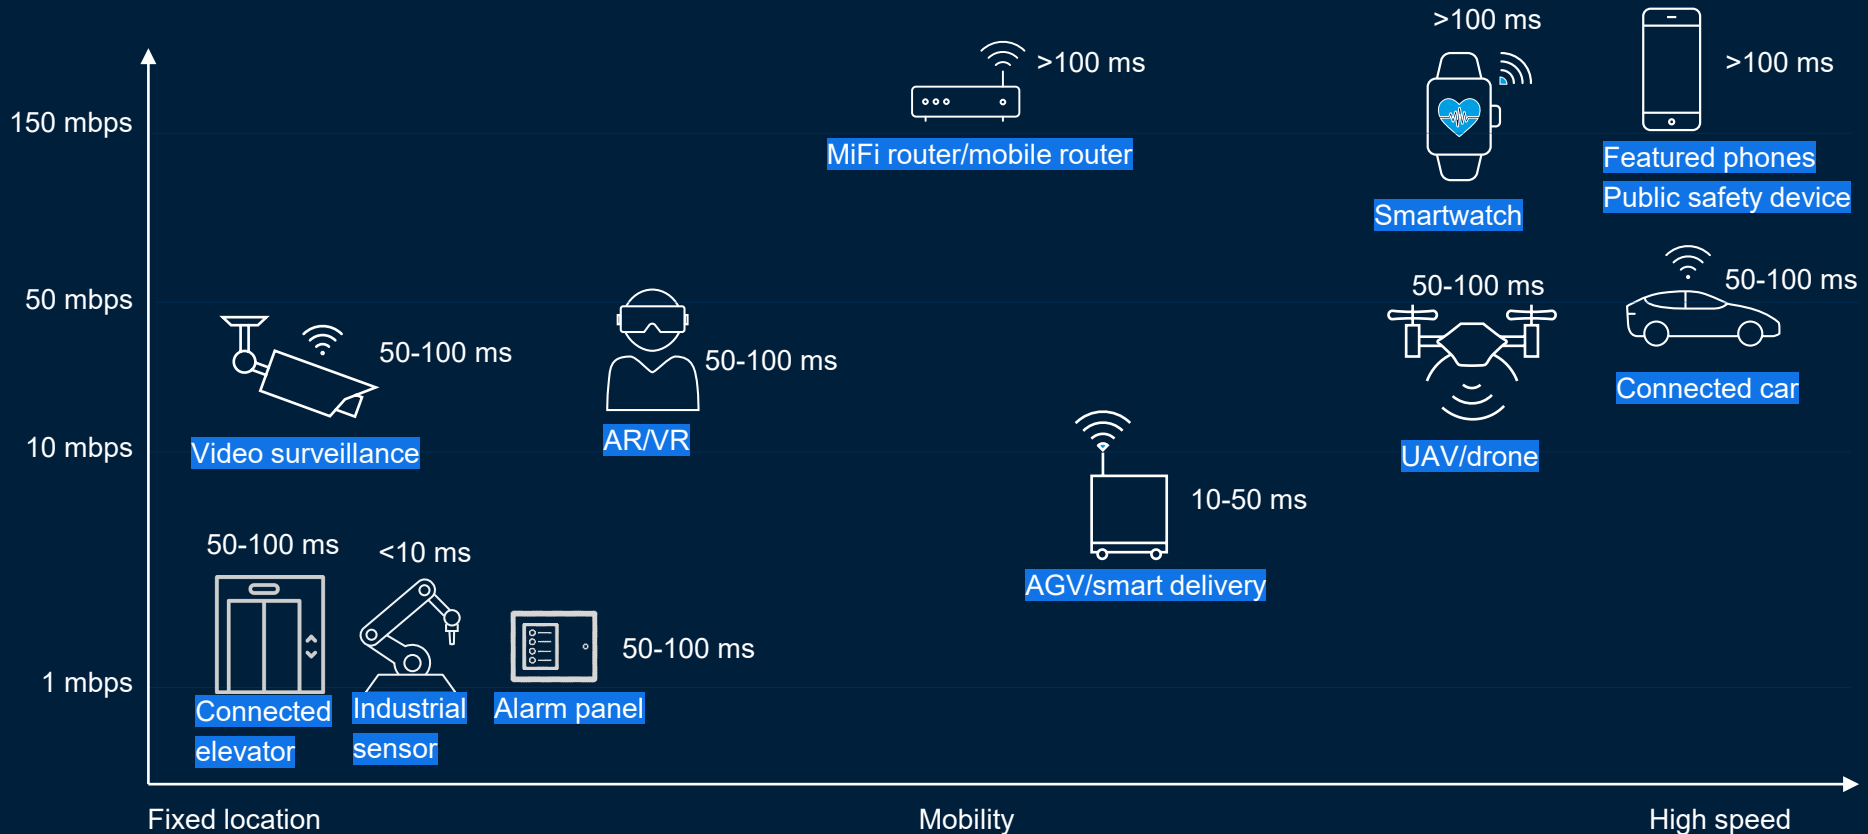 >100 ms
>100 ms
>100 ms
150 mbps
MiFi router/mobile router
Featured phones
Public safety device
Smartwatch
50 mbps
50-100 ms
50-100 ms
50-100 ms
50-100 ms
Connected car
10 mbps
Video surveillance
AR/VR
UAV/drone
10-50 ms
50-100 ms
<10 ms
AGV/smart delivery
50-100 ms
1 mbps
Connected
elevator
Industrial
sensor
Alarm panel
Fixed location
Mobility
High speed